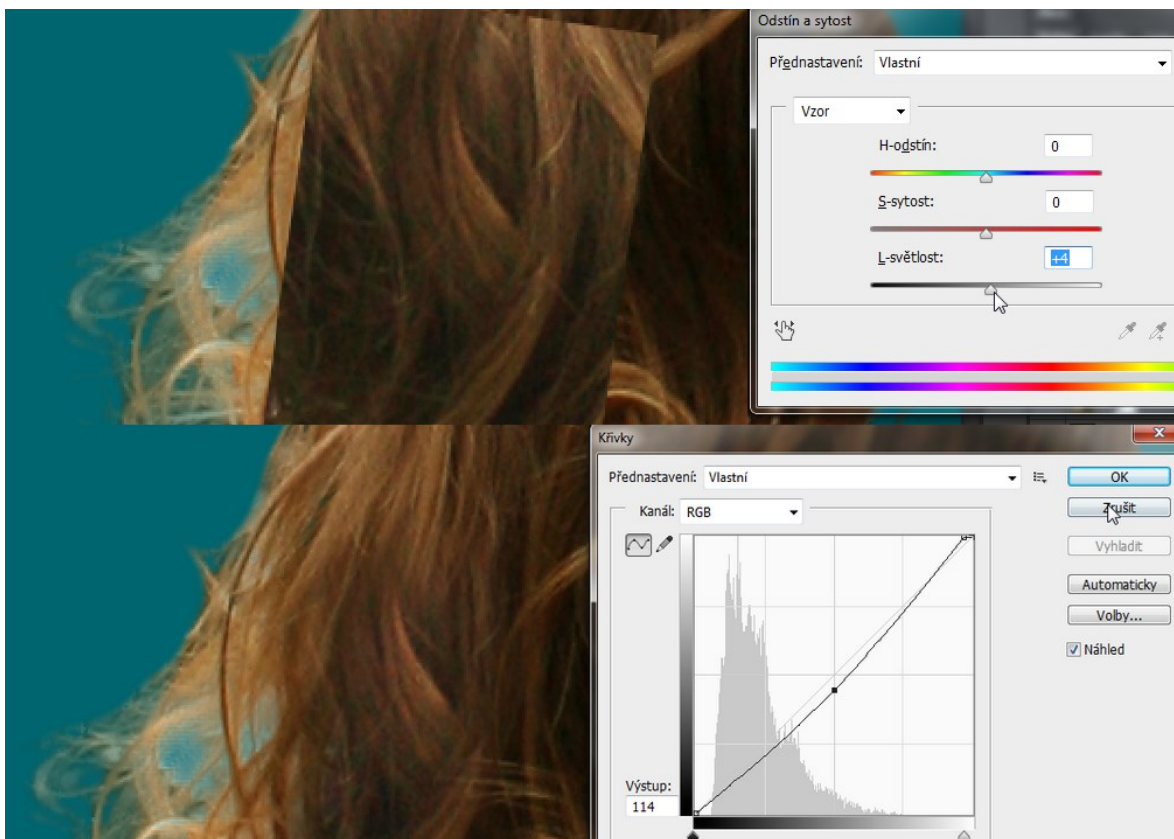 Odstín a sytost
Přednastavení: Vlastní
Vzor
H-odstín: 0
S-sytost: 0
L-světlost: +4
Křivky
Přednastavení: Vlastní
OK
Kanál: RGB
Zrušit
Vyhladit
Automaticky
Volby...
Náhled
Výstup:
114